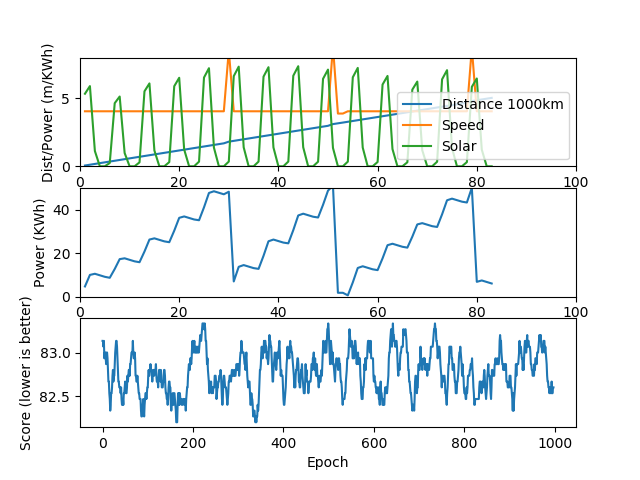 Dist/Power (m/KWh)
5
0
Distance 1000km
Speed
Solar
0 20 40 60 80 100
Power (KWh)
40
20
0
0 20 40 60 80 100
Score (lower is better)
83.0
82.5
0 200 400 600 800 1000
Epoch